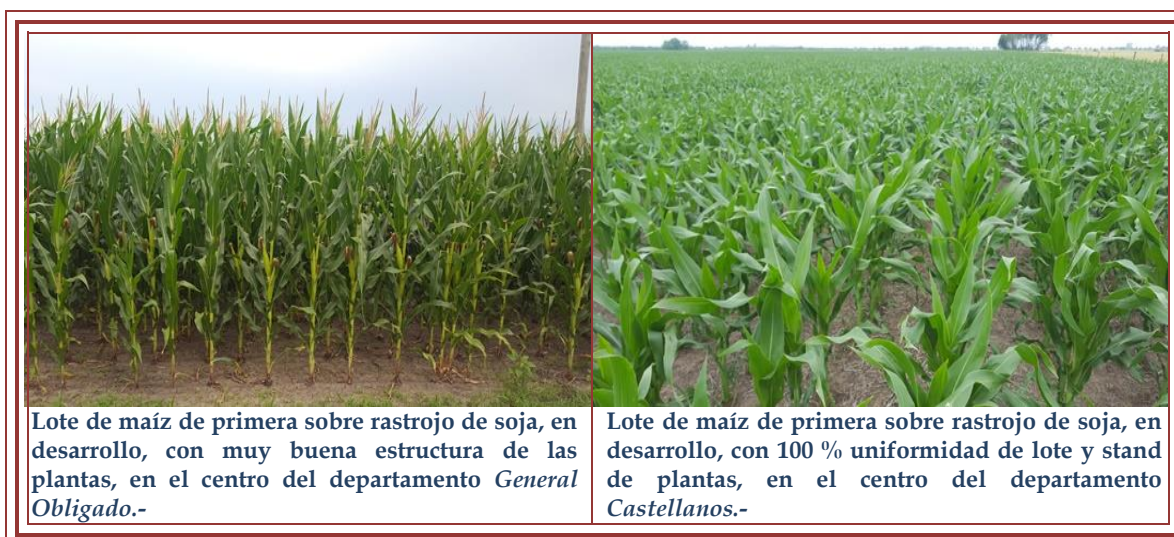 Lote de maíz de primera sobre rastrojo de soja, en
desarrollo, con muy buena estructura de las
plantas, en el centro del departamento General
Obligado.-
Lote de maíz de primera sobre rastrojo de soja, en
desarrollo, con 100 % uniformidad de lote y stand
de plantas, en el centro del departamento
Castellanos.-